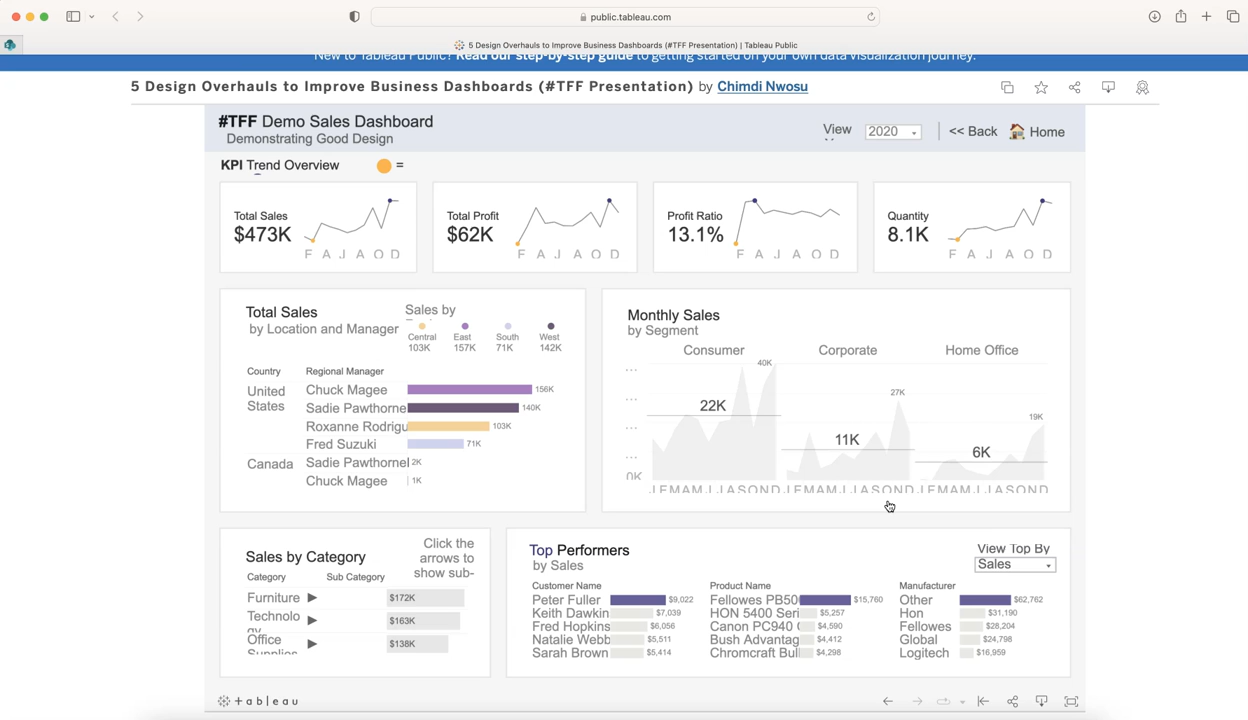 public.tableau.com
5 Design Overhauls to Improve Business Dashboards (#TFF Presentation) | Tableau Public
New to Tableau Public? Read our step-by-step guide to getting started on your own data visualization journey.
5 Design Overhauls to Improve Business Dashboards (#TFF Presentation) by Chimdi Nwosu
#TFF Demo Sales Dashboard
Demonstrating Good Design
View
2020
<< Back
Home
KPI Trend Overview
=
Total Sales
$473K
F A J A O D
Total Profit
$62K
F A J A O D
Profit Ratio
13.1%
F A J A O D
Quantity
8.1K
F A J A O D
Total Sales
by Location and Manager
Sales by
Central East South West
103K 157K 71K 142K
Country Regional Manager
United States
Chuck Magee 156K
Sadie Pawthorne 140K
Roxanne Rodrigu 103K
Fred Suzuki 71K
Canada
Sadie Pawthorne 2K
Chuck Magee 1K
Monthly Sales
by Segment
Consumer Corporate Home Office
40K
27K
19K
22K
11K
6K
0K
JFMAMJJASOND JFMAMJJASOND JFMAMJJASOND
Sales by Category
Click the
arrows to
show sub-
Category Sub Category
Furniture $172K
Technolo $163K
gy
Office $138K
Supplies
Top Performers
by Sales
View Top By
Sales
Customer Name
Peter Fuller $9,022
Keith Dawkin $7,039
Fred Hopkins $6,056
Natalie Webb $5,511
Sarah Brown $5,414
Product Name
Fellowes PB50 $15,760
HON 5400 Seri $5,257
Canon PC940 $4,590
Bush Advantag $4,412
Chromcraft Bull $4,298
Manufacturer
Other $62,762
Hon $31,190
Fellowes $28,204
Global $24,798
Logitech $16,959
+ a b l e a u